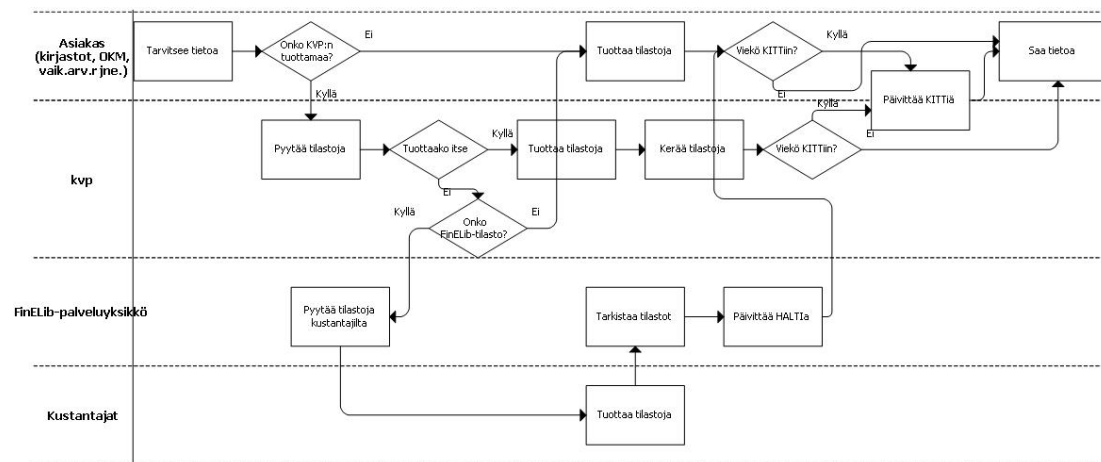 Asiakas
(kirjastot, OKM,
vaik.arv.r jne.)
Tarvitsee tietoa
Onko KVP:n
tuottamaa?
Ei
Kyllä
Tuottaa tilastoja
Viekö KITTiin?
Kyllä
Ei
Päivittää KITTiä
Saa tietoa
kvp
Pyytää tilastoja
Tuottaako itse
Kyllä
Ei
Tuottaa tilastoja
Kerää tilastoja
Viekö KITTiin?
Kyllä
Ei
Kyllä
Onko
FinELib-tilasto?
Ei
FinELib-palveluyksikkö
Pyytää tilastoja
kustantajilta
Tarkistaa tilastot
Päivittää HALTIa
Kustantajat
Tuottaa tilastoja